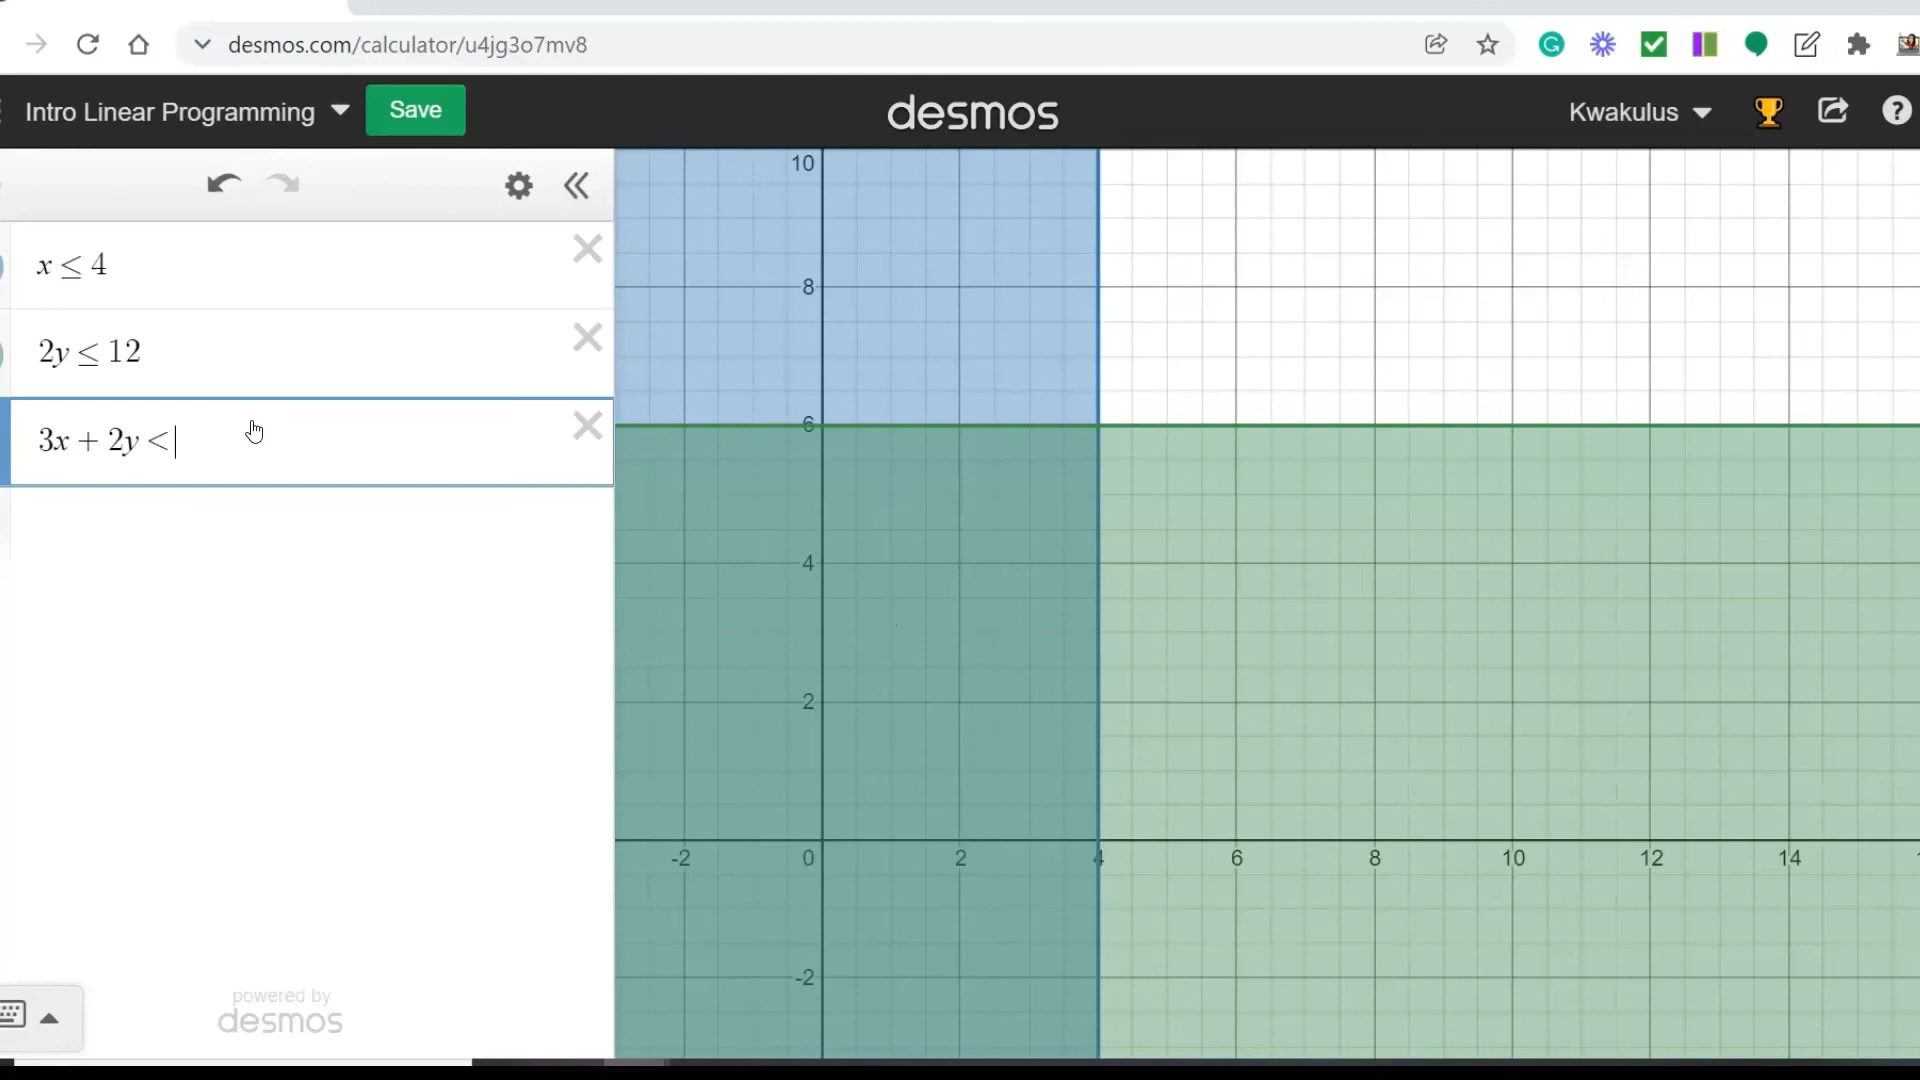 desmos.com/calculator/u4jg3o7mv8
Intro Linear Programming Save desmos Kwakulus ?
x ≤ 4
2y ≤ 12
3x + 2y <
10
8
6
4
2
-2 0 2 4 6 8 10 12 14
-2
powered by
desmos